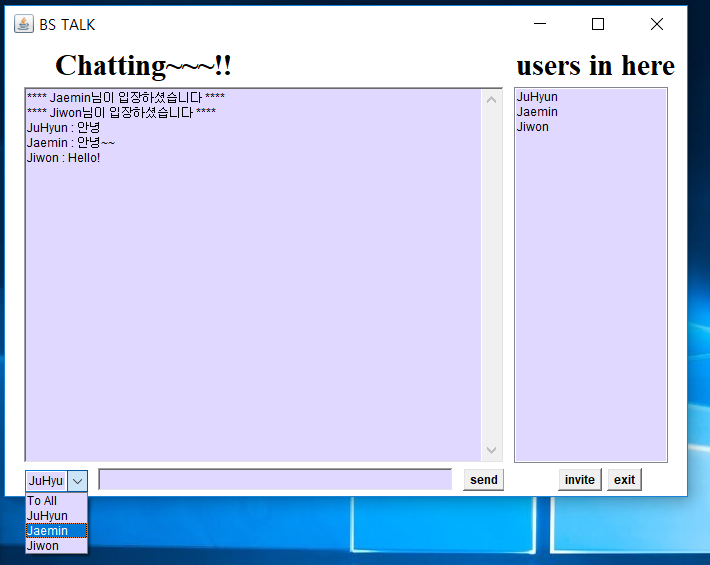 BS TALK
Chatting~~~!!
users in here
**** Jaemin님이 입장하셨습니다 ****
**** Jiwon님이 입장하셨습니다 ****
JuHyun : 안녕
Jaemin : 안녕~~
Jiwon : Hello!
JuHyun
Jaemin
Jiwon
JuHyu
send
invite
exit
To All
JuHyun
Jaemin
Jiwon